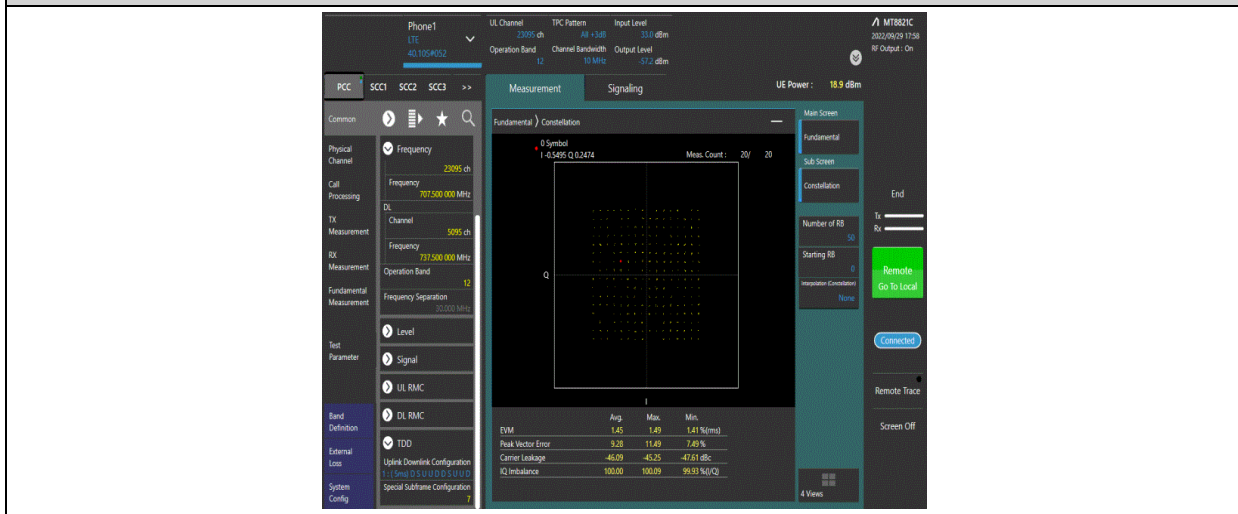 Phone1
LTE
40.10S#052
UL Channel
23095 ch
TPC Pattern
All +3dB
Input Level
33.0 dBm
Operation Band
12
Channel Bandwidth
10 MHz
Output Level
-57.2 dBm
MT8821C
2022/09/29 17:58
RF Output : On
PCC SCC1 SCC2 SCC3 >>
Measurement
Signaling
UE Power : 18.9 dBm
Common
Physical
Channel
Call
Processing
TX
Measurement
RX
Measurement
Fundamental
Measurement
Test
Parameter
Band
Definition
External
Loss
System
Config
Frequency
23095 ch
Frequency
707.500 000 MHz
DL
Channel
5095 ch
Frequency
737.500 000 MHz
Operation Band
12
Frequency Separation
30.000 MHz
Level
Signal
UL RMC
DL RMC
TDD
Uplink Downlink Configuration
1 : ( 5ms) D S U U D D S U U D
Special Subframe Configuration
7
Fundamental > Constellation
0 Symbol
I -0.5495 Q 0.2474
Meas. Count : 20/ 20
Q
I
Avg. Max. Min.
EVM 1.45 1.49 1.41 %(rms)
Peak Vector Error 9.28 11.49 7.49 %
Carrier Leakage -46.09 -45.25 -47.61 dBc
IQ Imbalance 100.00 100.09 99.93 %(I/Q)
Main Screen
Fundamental
Sub Screen
Constellation
Number of RB
50
Starting RB
0
Interpolation (Constellation)
None
4 Views
End
Tx
Rx
Remote
Go To Local
Connected
Remote Trace
Screen Off